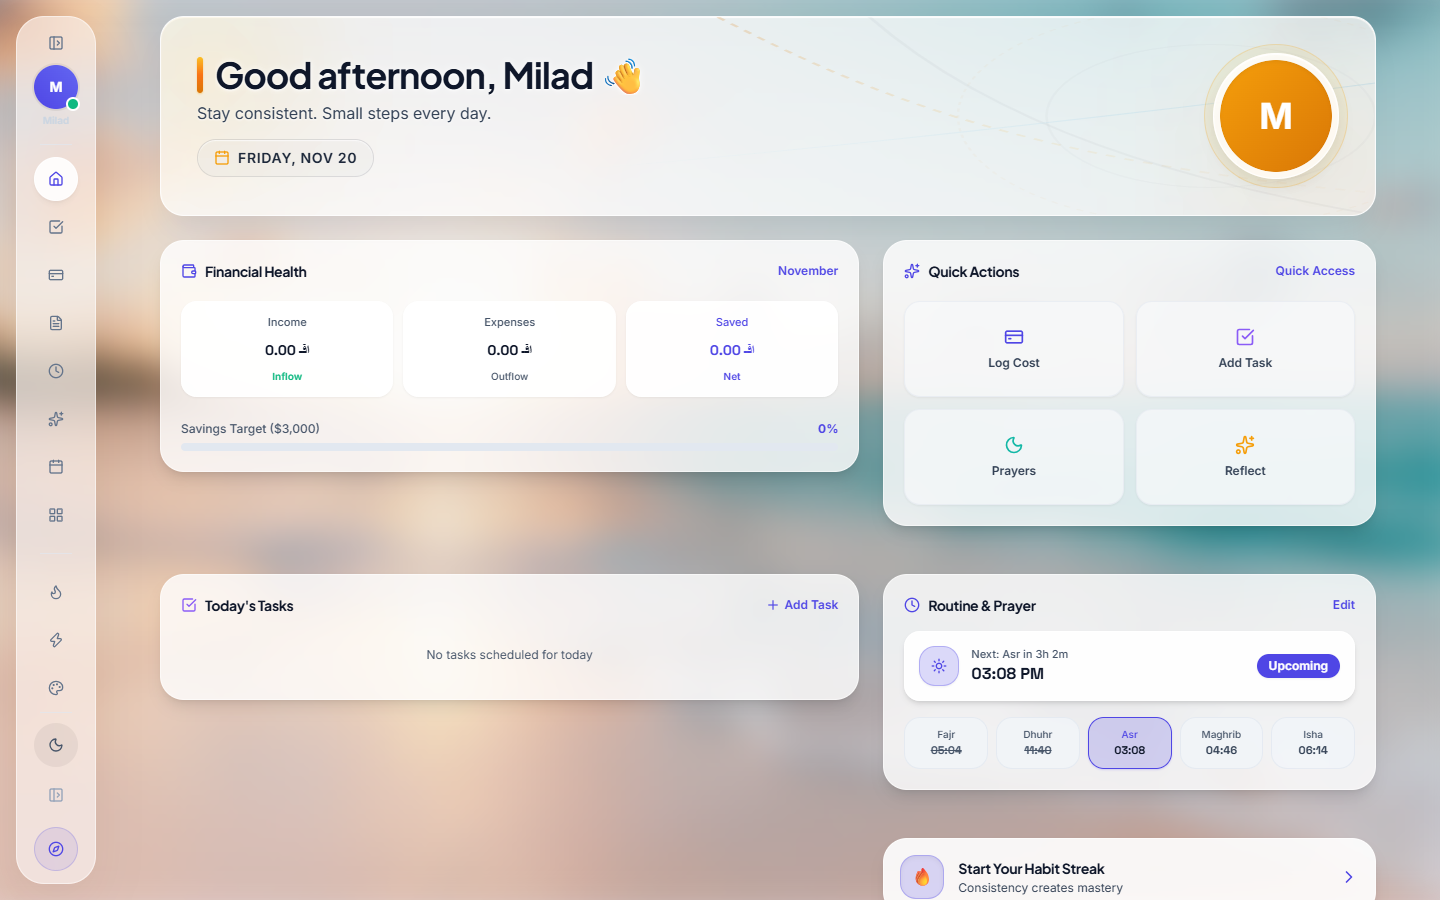 M
Milad
Good afternoon, Milad 👋
Stay consistent. Small steps every day.
FRIDAY, NOV 20
M
Financial Health
November
Income
0.00
Inflow
Expenses
0.00
Outflow
Saved
0.00
Net
Savings Target ($3,000)
0%
Quick Actions
Quick Access
Log Cost
Add Task
Prayers
Reflect
Today's Tasks
Add Task
No tasks scheduled for today
Routine & Prayer
Edit
Next: Asr in 3h 2m
03:08 PM
Upcoming
Fajr
05:04
Dhuhr
11:40
Asr
03:08
Maghrib
04:46
Isha
06:14
Start Your Habit Streak
Consistency creates mastery